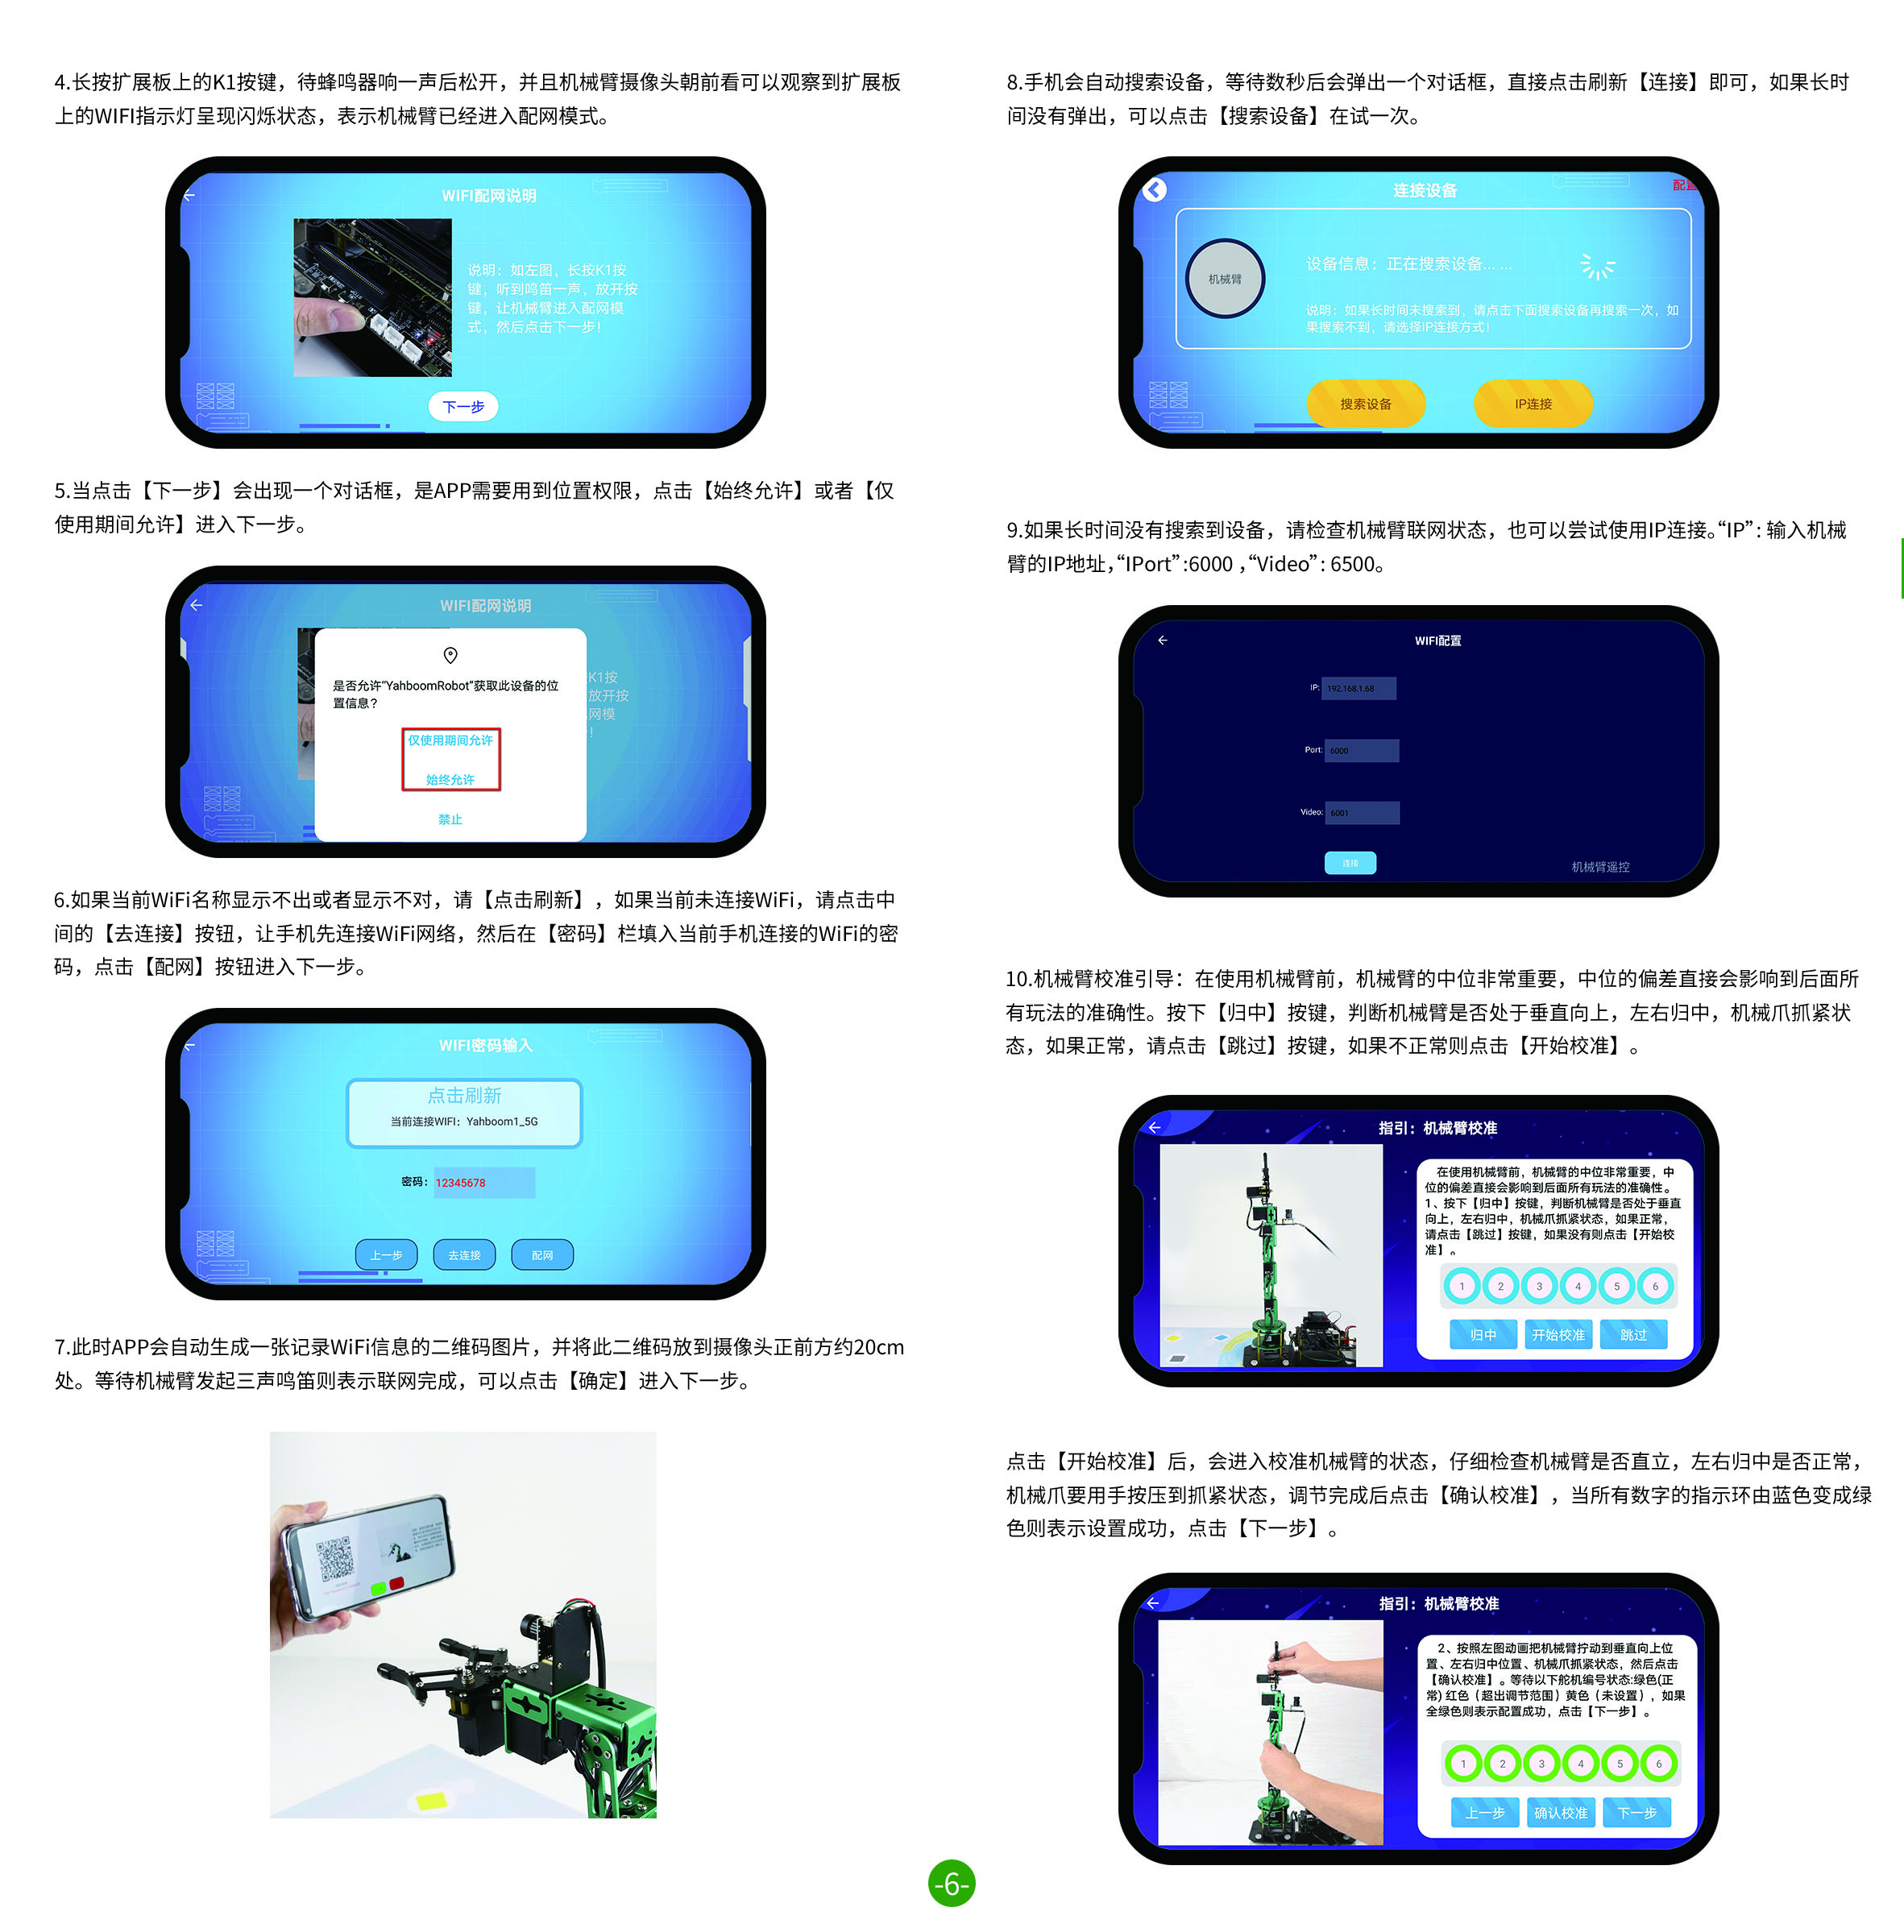 4.长按扩展板上的K1按键，待蜂鸣器响一声后松开，并且机械臂摄像头朝前看可以观察到扩展板
上的WIFI指示灯呈现闪烁状态，表示机械臂已经进入配网模式。
WIFI配网说明
说明：如左图，长按K1按
键，听到鸣笛一声，放开按
键，让机械臂进入配网模
式，然后点击下一步！
下一步
5.当点击【下一步】会出现一个对话框，是APP需要用到位置权限，点击【始终允许】或者【仅
使用期间允许】进入下一步。
WIFI配网说明
是否允许“YahboomRobot”获取此设备的位
置信息？
K1按
放开按
网模
！
仅使用期间允许
始终允许
禁止
6.如果当前WiFi名称显示不出或者显示不对，请【点击刷新】，如果当前未连接WiFi，请点击中
间的【去连接】按钮，让手机先连接WiFi网络，然后在【密码】栏填入当前手机连接的WiFi的密
码，点击【配网】按钮进入下一步。
WIFI密码输入
点击刷新
当前连接WIFI：Yahboom1_5G
密码：12345678
上一步 去连接 配网
7.此时APP会自动生成一张记录WiFi信息的二维码图片，并将此二维码放到摄像头正前方约20cm
处。等待机械臂发起三声鸣笛则表示联网完成，可以点击【确定】进入下一步。
8.手机会自动搜索设备，等待数秒后会弹出一个对话框，直接点击刷新【连接】即可，如果长时
间没有弹出，可以点击【搜索设备】在试一次。
连接设备
配置
机械臂
设备信息：正在搜索设备... ...
说明：如果长时间未搜索到，请点击下面搜索设备再搜索一次，如
果搜索不到，请选择IP连接方式！
搜索设备 IP连接
9.如果长时间没有搜索到设备，请检查机械臂联网状态，也可以尝试使用IP连接。“IP”: 输入机械
臂的IP地址，“IPort”:6000 ，“Video”: 6500。
WIFI配置
IP: 192.168.1.68
Port: 6000
Video: 6001
连接
机械臂遥控
10.机械臂校准引导：在使用机械臂前，机械臂的中位非常重要，中位的偏差直接会影响到后面所
有玩法的准确性。按下【归中】按键，判断机械臂是否处于垂直向上，左右归中，机械爪抓紧状
态，如果正常，请点击【跳过】按键，如果不正常则点击【开始校准】。
指引：机械臂校准
在使用机械臂前，机械臂的中位非常重要，中
位的偏差直接会影响到后面所有玩法的准确性。
1、按下【归中】按键，判断机械臂是否处于垂直
向上，左右归中，机械爪抓紧状态，如果正常，
请点击【跳过】按键，如果没有则点击【开始校
准】。
1 2 3 4 5 6
归中 开始校准 跳过
点击【开始校准】后，会进入校准机械臂的状态，仔细检查机械臂是否直立，左右归中是否正常，
机械爪要用手按压到抓紧状态，调节完成后点击【确认校准】，当所有数字的指示环由蓝色变成绿
色则表示设置成功，点击【下一步】。
指引：机械臂校准
2、按照左图动画把机械臂拧动到垂直向上位
置、左右归中位置、机械爪抓紧状态，然后点击
【确认校准】。等待以下舵机编号状态:绿色(正
常) 红色（超出调节范围）黄色（未设置），如果
全绿色则表示配置成功，点击【下一步】。
1 2 3 4 5 6
上一步 确认校准 下一步
-6-